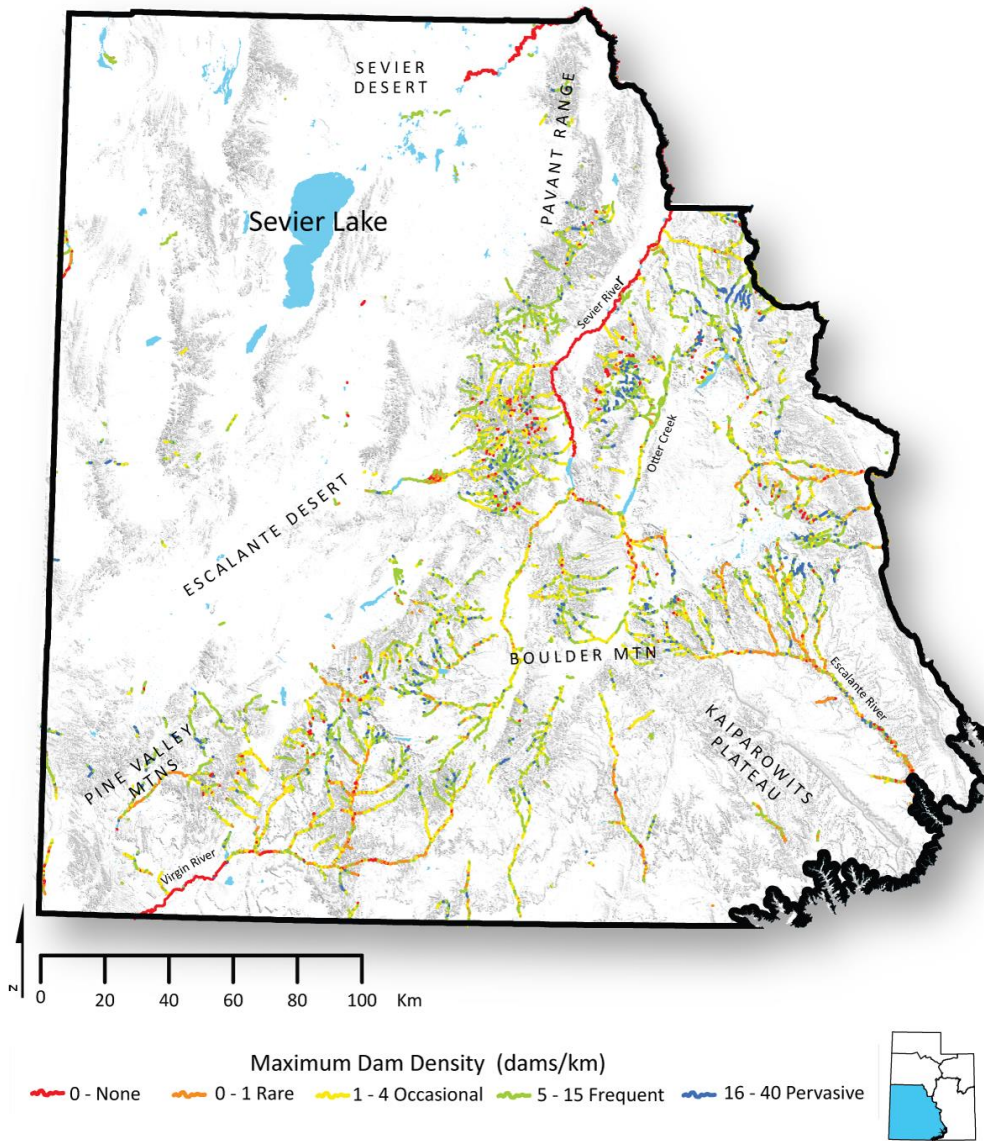 SEVIER
DESERT
PAVANT RANGE
Sevier Lake
Sevier River
Otter Creek
ESCALANTE DESERT
BOULDER MTN
Escalante River
KAIPAROWITS
PLATEAU
PINE VALLEY
MTNS
Virgin River
N
0 20 40 60 80 100 Km
Maximum Dam Density (dams/km)
0 - None 0 - 1 Rare 1 - 4 Occasional 5 - 15 Frequent 16 - 40 Pervasive